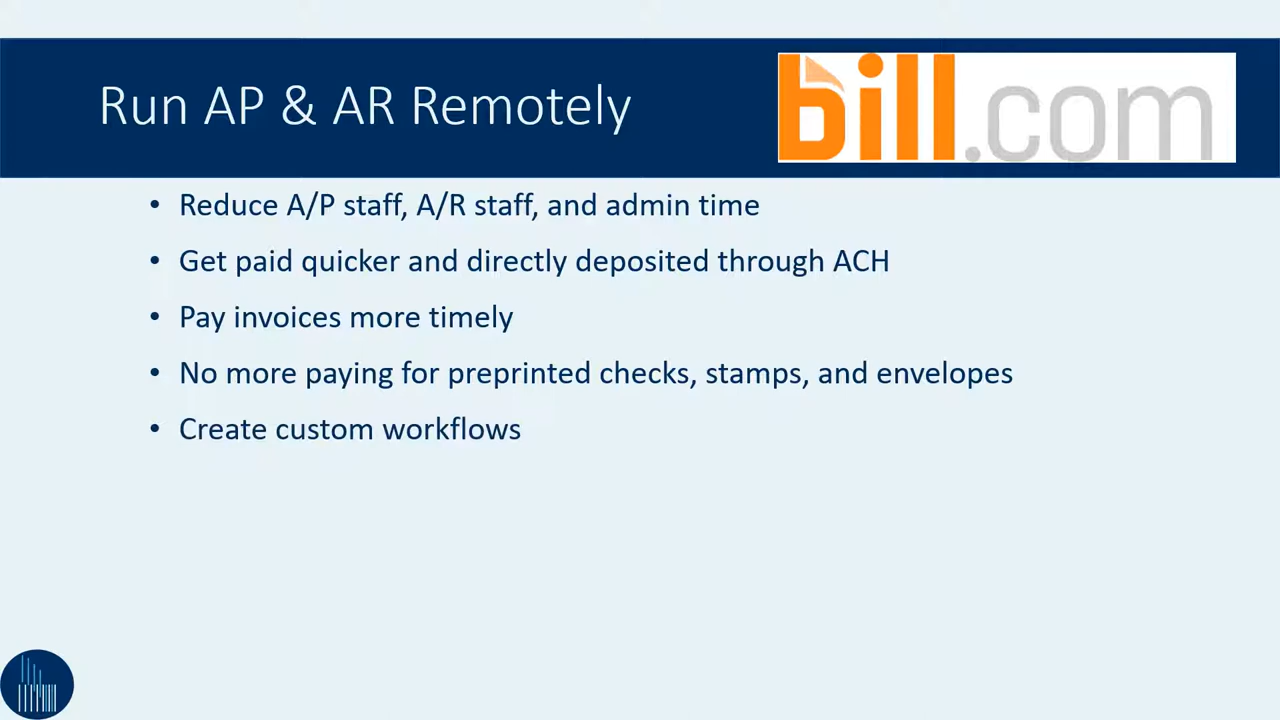 Run AP & AR Remotely
bill.com
• Reduce A/P staff, A/R staff, and admin time
• Get paid quicker and directly deposited through ACH
• Pay invoices more timely
• No more paying for preprinted checks, stamps, and envelopes
• Create custom workflows